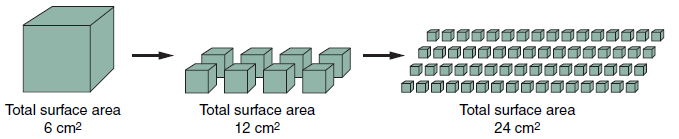 Total surface area
6 cm²
Total surface area
12 cm²
Total surface area
24 cm²